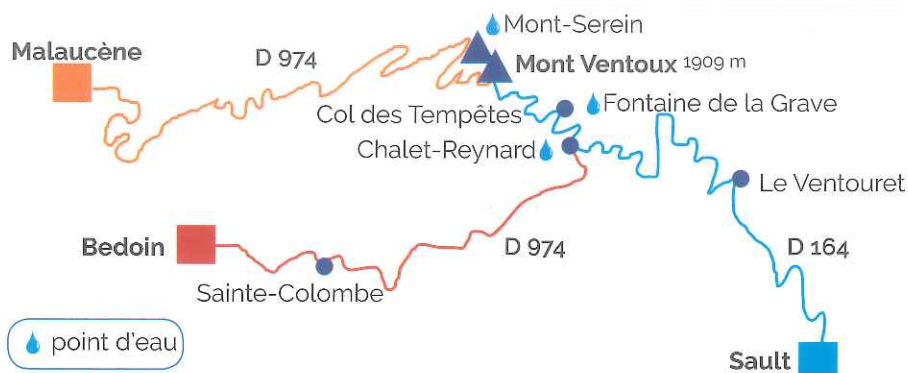 Mont-Serein
Malaucène
D 974
Mont Ventoux 1909 m
Col des Tempêtes
Fontaine de la Grave
Chalet-Reynard
Le Ventouret
Bedoin
D 974
D 164
Sainte-Colombe
point d'eau
Sault